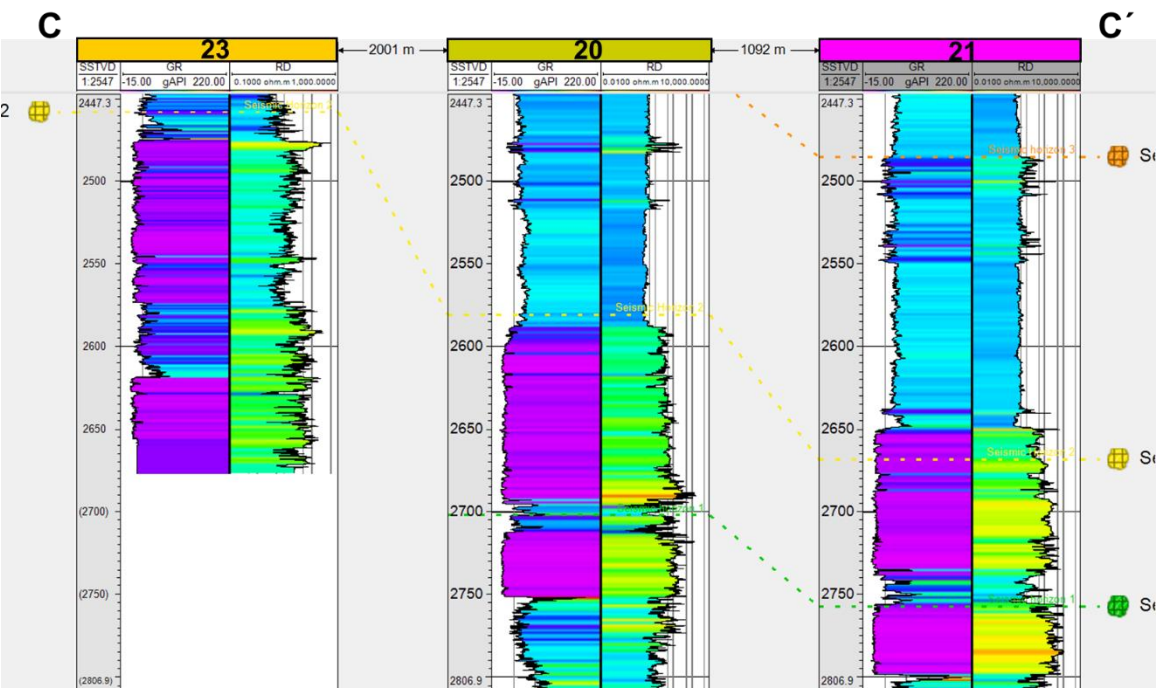 C C´
23 2001 m 20 1092 m 21
SSTVD GR RD SSTVD GR RD SSTVD GR RD
1:2547 -15.00 gAPI 220.00 0.1000 ohm.m 1,000.0000 1:2547 -15.00 gAPI 220.00 0.0100 ohm.m 10,000.0000 1:2547 -15.00 gAPI 220.00 0.0100 ohm.m 10,000.0000
2447.3 2447.3 2447.3
2 Seismic Horizon 2
Seismic horizon 3 Se
2500 2500 2500
2550 2550 2550
Seismic Horizon 2
2600 2600 2600
2650 2650 2650
Seismic Horizon 2 Se
(2700) 2700 2700
Seismic horizon 1
(2750) 2750 2750
Seismic horizon 1 Se
(2806.9) 2806.9 2806.9